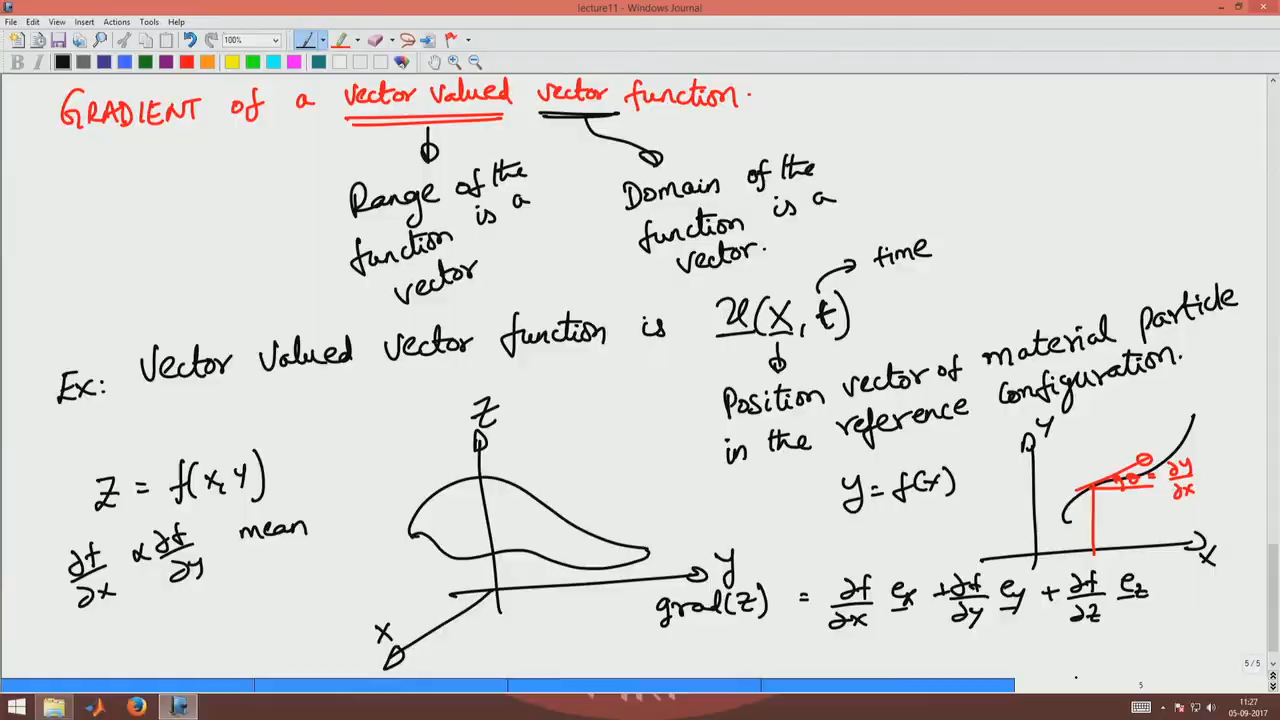 lecture11 - Windows Journal
File Edit View Insert Actions Tools Help
100%
B I
GRADIENT of a vector valued vector function.
Range of the
function is a
vector
Domain of the
function is a
vector.
time
Ex: Vector valued vector function is u(X, t)
Position vector of material particle
in the reference configuration.
Z = f(x, y)
∂f/∂x & ∂f/∂y mean
Z
y
x
y = f(x)
y
θ = ∂y/∂x
x
grad(Z) = ∂f/∂x ex + ∂f/∂y ey + ∂f/∂z ez
5/5
5
11:27
05-09-2017